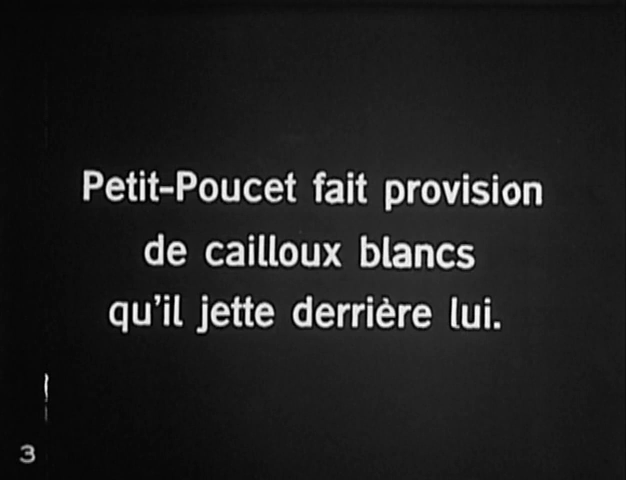 Petit-Poucet fait provision
de cailloux blancs
qu'il jette derrière lui.
3